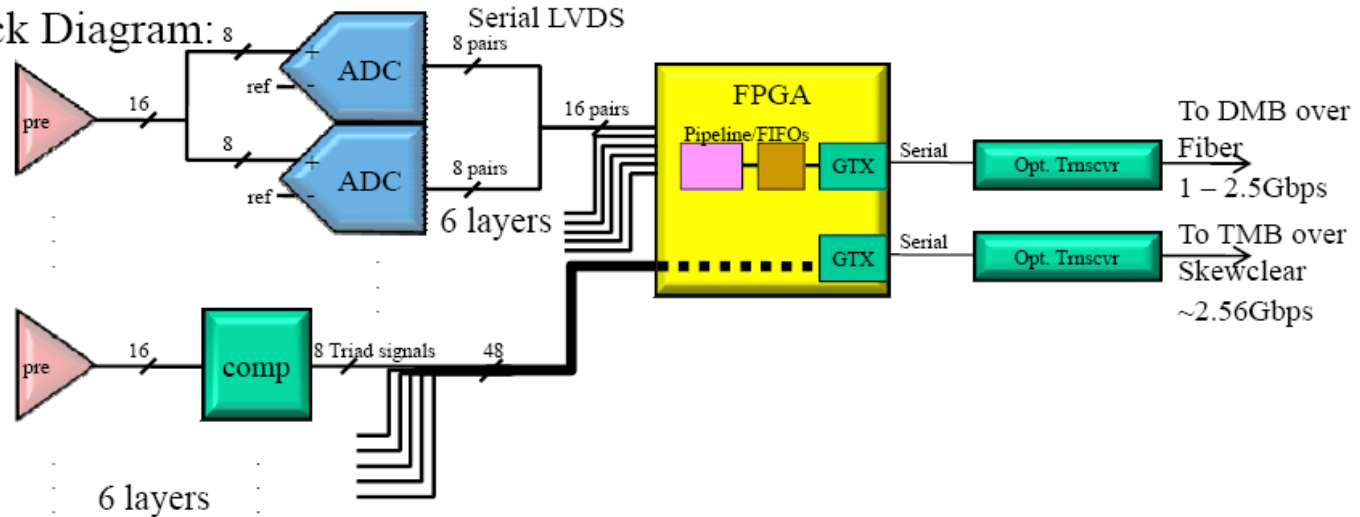 ck Diagram:
Serial LVDS
8
8 pairs
+
ADC
ref
-
pre
16
16 pairs
8
+
ADC
ref
-
8 pairs
6 layers
FPGA
Pipeline/FIFOs
GTX
Serial
Opt. Trnscvr
To DMB over
Fiber
1 – 2.5Gbps
GTX
Serial
Opt. Trnscvr
To TMB over
Skewclear
~2.56Gbps
pre
16
comp
8 Triad signals
48
6 layers